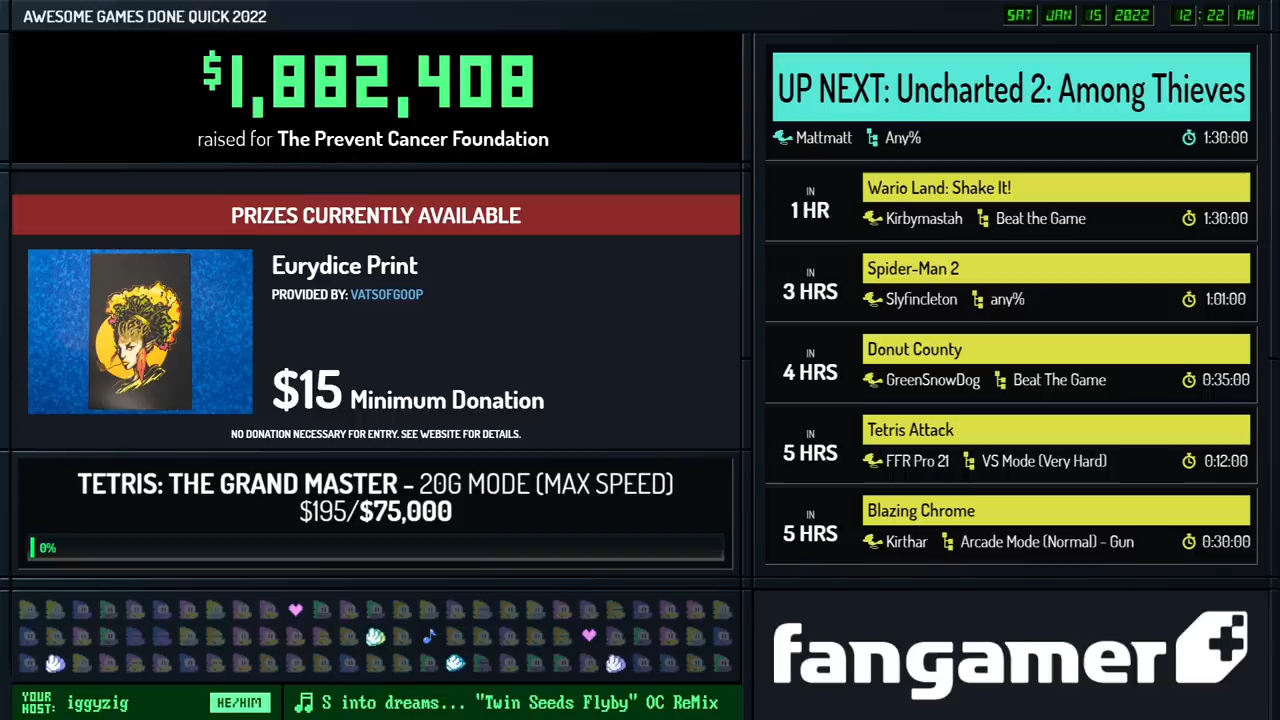 AWESOME GAMES DONE QUICK 2022
SAT JAN 15 2022 12:22 AM
$1,882,408
raised for The Prevent Cancer Foundation
PRIZES CURRENTLY AVAILABLE
Eurydice Print
PROVIDED BY: VATSOFGOOP
$15 Minimum Donation
NO DONATION NECESSARY FOR ENTRY. SEE WEBSITE FOR DETAILS.
TETRIS: THE GRAND MASTER - 20G MODE (MAX SPEED)
$195/$75,000
0%
YOUR HOST: iggyzig HE/HIM
S into dreams... "Twin Seeds Flyby" OC ReMix
UP NEXT: Uncharted 2: Among Thieves
Mattmatt Any% 1:30:00
IN 1 HR
Wario Land: Shake It!
Kirbymastah Beat the Game 1:30:00
IN 3 HRS
Spider-Man 2
Slyfincleton any% 1:01:00
IN 4 HRS
Donut County
GreenSnowDog Beat The Game 0:35:00
IN 5 HRS
Tetris Attack
FFR Pro 21 VS Mode (Very Hard) 0:12:00
IN 5 HRS
Blazing Chrome
Kirthar Arcade Mode (Normal) - Gun 0:30:00
fangamer